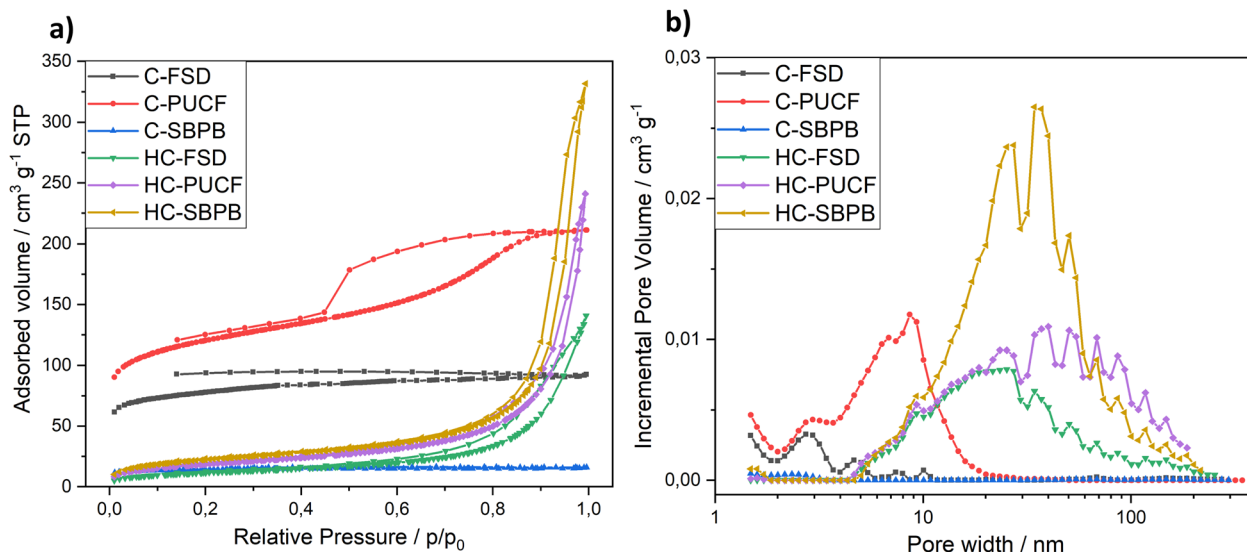 a)
350
300
250
200
150
100
50
0
C-FSD
C-PUCF
C-SBPB
HC-FSD
HC-PUCF
HC-SBPB
Adsorbed volume / cm³ g⁻¹ STP
0,0 0,2 0,4 0,6 0,8 1,0
Relative Pressure / p/p₀
b)
0,03
0,02
0,01
0,00
C-FSD
C-PUCF
C-SBPB
HC-FSD
HC-PUCF
HC-SBPB
Incremental Pore Volume / cm³ g⁻¹
1 10 100
Pore width / nm